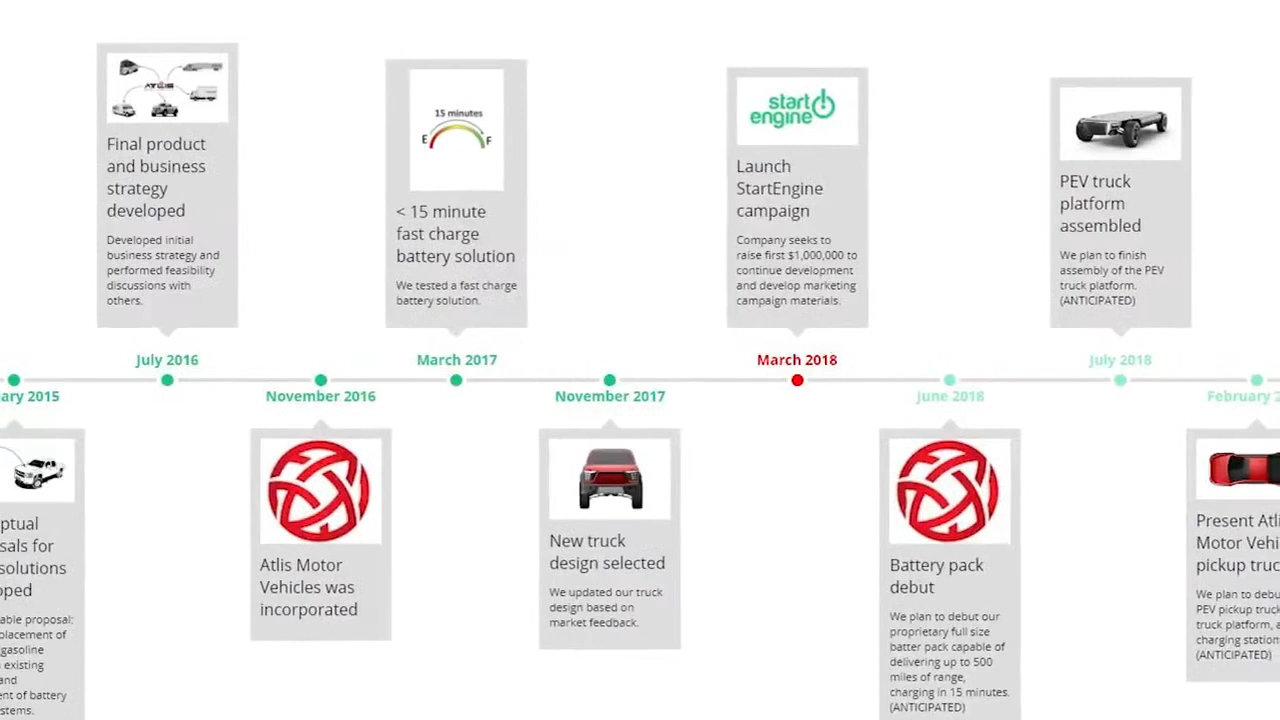 ATLIS
Final product
and business
strategy
developed
Developed initial
business strategy and
performed feasibility
discussions with
others.
15 minutes
E F
< 15 minute
fast charge
battery solution
We tested a fast charge
battery solution.
start
engine
Launch
StartEngine
campaign
Company seeks to
raise first $1,000,000 to
continue development
and develop marketing
campaign materials.
PEV truck
platform
assembled
We plan to finish
assembly of the PEV
truck platform.
(ANTICIPATED)
July 2016
March 2017
March 2018
July 2018
ary 2015
November 2016
November 2017
June 2018
February 2
ptual
sals for
solutions
ped
able proposal:
placement of
gasoline
existing
and
ent of battery
stems.
Atlis Motor
Vehicles was
incorporated
New truck
design selected
We updated our truck
design based on
market feedback.
Battery pack
debut
We plan to debut our
proprietary full size
batter pack capable of
delivering up to 500
miles of range,
charging in 15 minutes.
(ANTICIPATED)
Present Atli
Motor Vehi
pickup truc
We plan to debu
PEV pickup truck
truck platform, a
charging station
(ANTICIPATED)